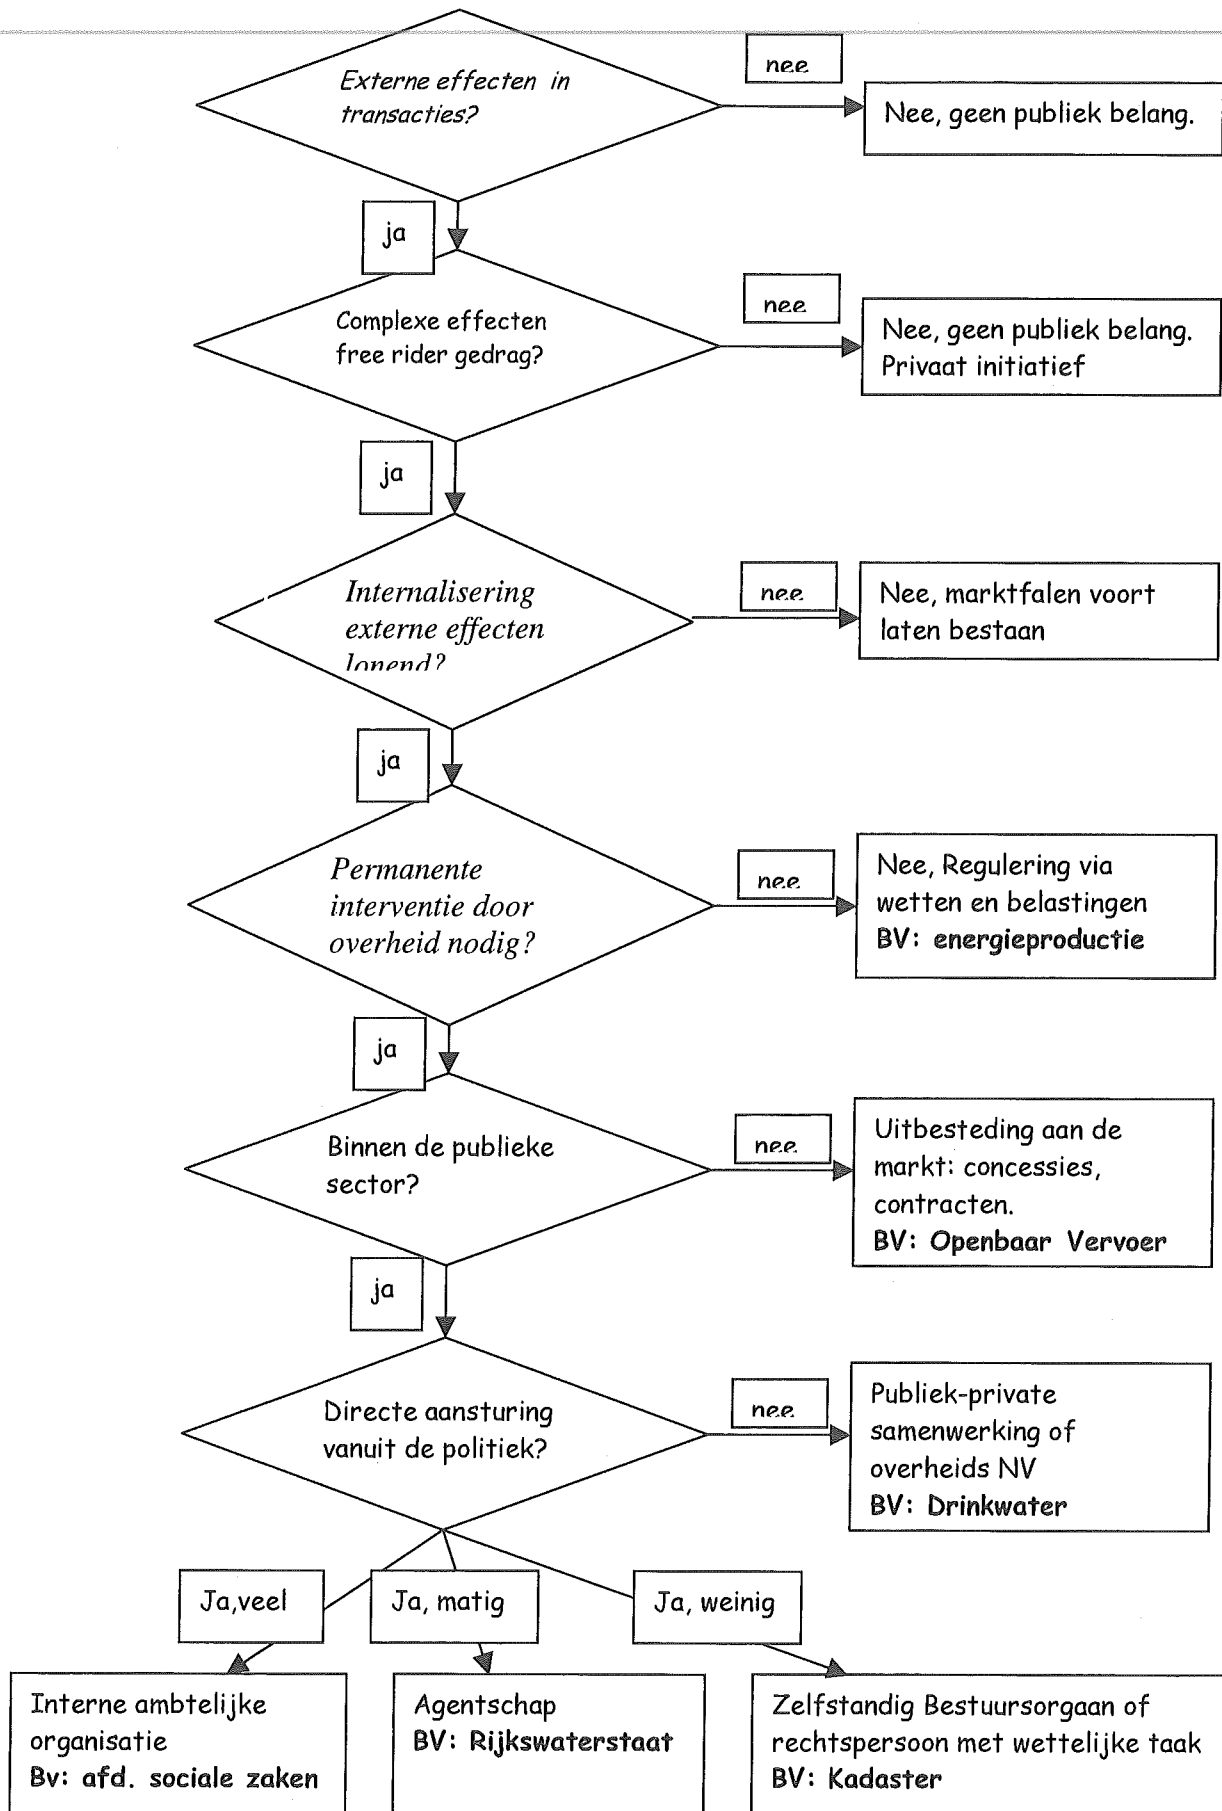 nee
Externe effecten in
transacties?
Nee, geen publiek belang.
ja
nee
Complexe effecten
free rider gedrag?
Nee, geen publiek belang.
Privaat initiatief
ja
nee
Internalisering
externe effecten
lonend?
Nee, marktfalen voort
laten bestaan
ja
nee
Permanente
interventie door
overheid nodig?
Nee, Regulering via
wetten en belastingen
BV: energieproductie
ja
nee
Binnen de publieke
sector?
Uitbesteding aan de
markt: concessies,
contracten.
BV: Openbaar Vervoer
ja
nee
Directe aansturing
vanuit de politiek?
Publiek-private
samenwerking of
overheids NV
BV: Drinkwater
Ja,veel
Ja, matig
Ja, weinig
Interne ambtelijke
organisatie
Bv: afd. sociale zaken
Agentschap
BV: Rijkswaterstaat
Zelfstandig Bestuursorgaan of
rechtspersoon met wettelijke taak
BV: Kadaster